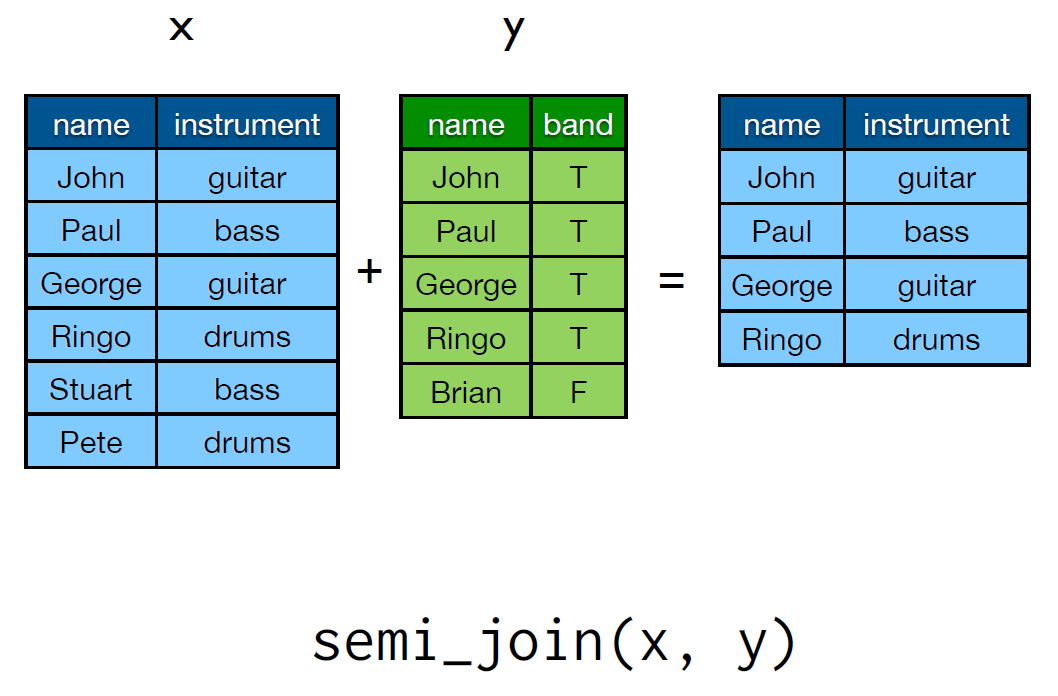 x y
name instrument name band name instrument
John guitar John T John guitar
Paul bass Paul T Paul bass
George guitar + George T = George guitar
Ringo drums Ringo T Ringo drums
Stuart bass Brian F
Pete drums
semi_join(x, y)